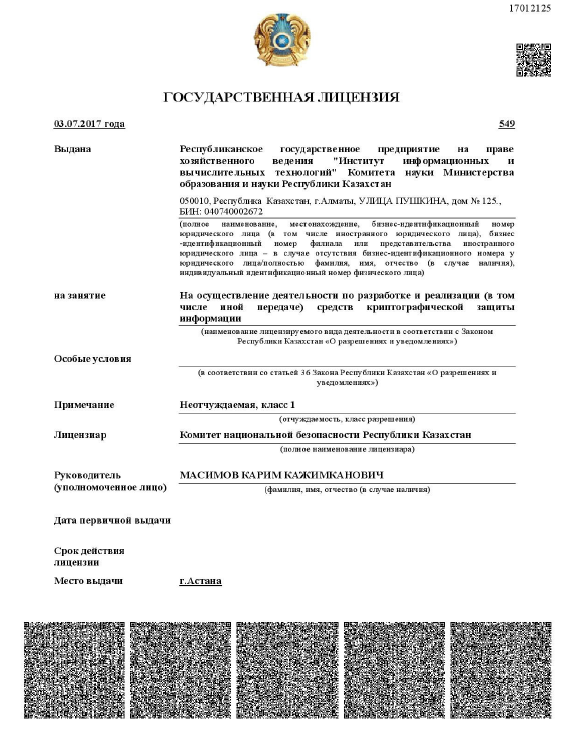 17012125
ГОСУДАРСТВЕННАЯ ЛИЦЕНЗИЯ
03.07.2017 года
549
Выдана
Республиканское государственное предприятие на праве
хозяйственного ведения "Институт информационных и
вычислительных технологий" Комитета науки Министерства
образования и науки Республики Казахстан
050010, Республика Казахстан, г.Алматы, УЛИЦА ПУШКИНА, дом № 125.,
БИН: 040740002672
(полное наименование, местонахождение, бизнес-идентификационный номер
юридического лица (в том числе иностранного юридического лица), бизнес
-идентификационный номер филиала или представительства иностранного
юридического лица – в случае отсутствия бизнес-идентификационного номера у
юридического лица/полностью фамилия, имя, отчество (в случае наличия),
индивидуальный идентификационный номер физического лица)
на занятие
На осуществление деятельности по разработке и реализации (в том
числе иной передаче) средств криптографической защиты
информации
(наименование лицензируемого вида деятельности в соответствии с Законом
Республики Казахстан «О разрешениях и уведомлениях»)
Особые условия
(в соответствии со статьей 36 Закона Республики Казахстан «О разрешениях и
уведомлениях»)
Примечание
Неотчуждаемая, класс 1
(отчуждаемость, класс разрешения)
Лицензиар
Комитет национальной безопасности Республики Казахстан
(полное наименование лицензиара)
Руководитель
(уполномоченное лицо)
МАСИМОВ КАРИМ КАЖИМКАНОВИЧ
(фамилия, имя, отчество (в случае наличия)
Дата первичной выдачи
Срок действия
лицензии
Место выдачи
г.Астана